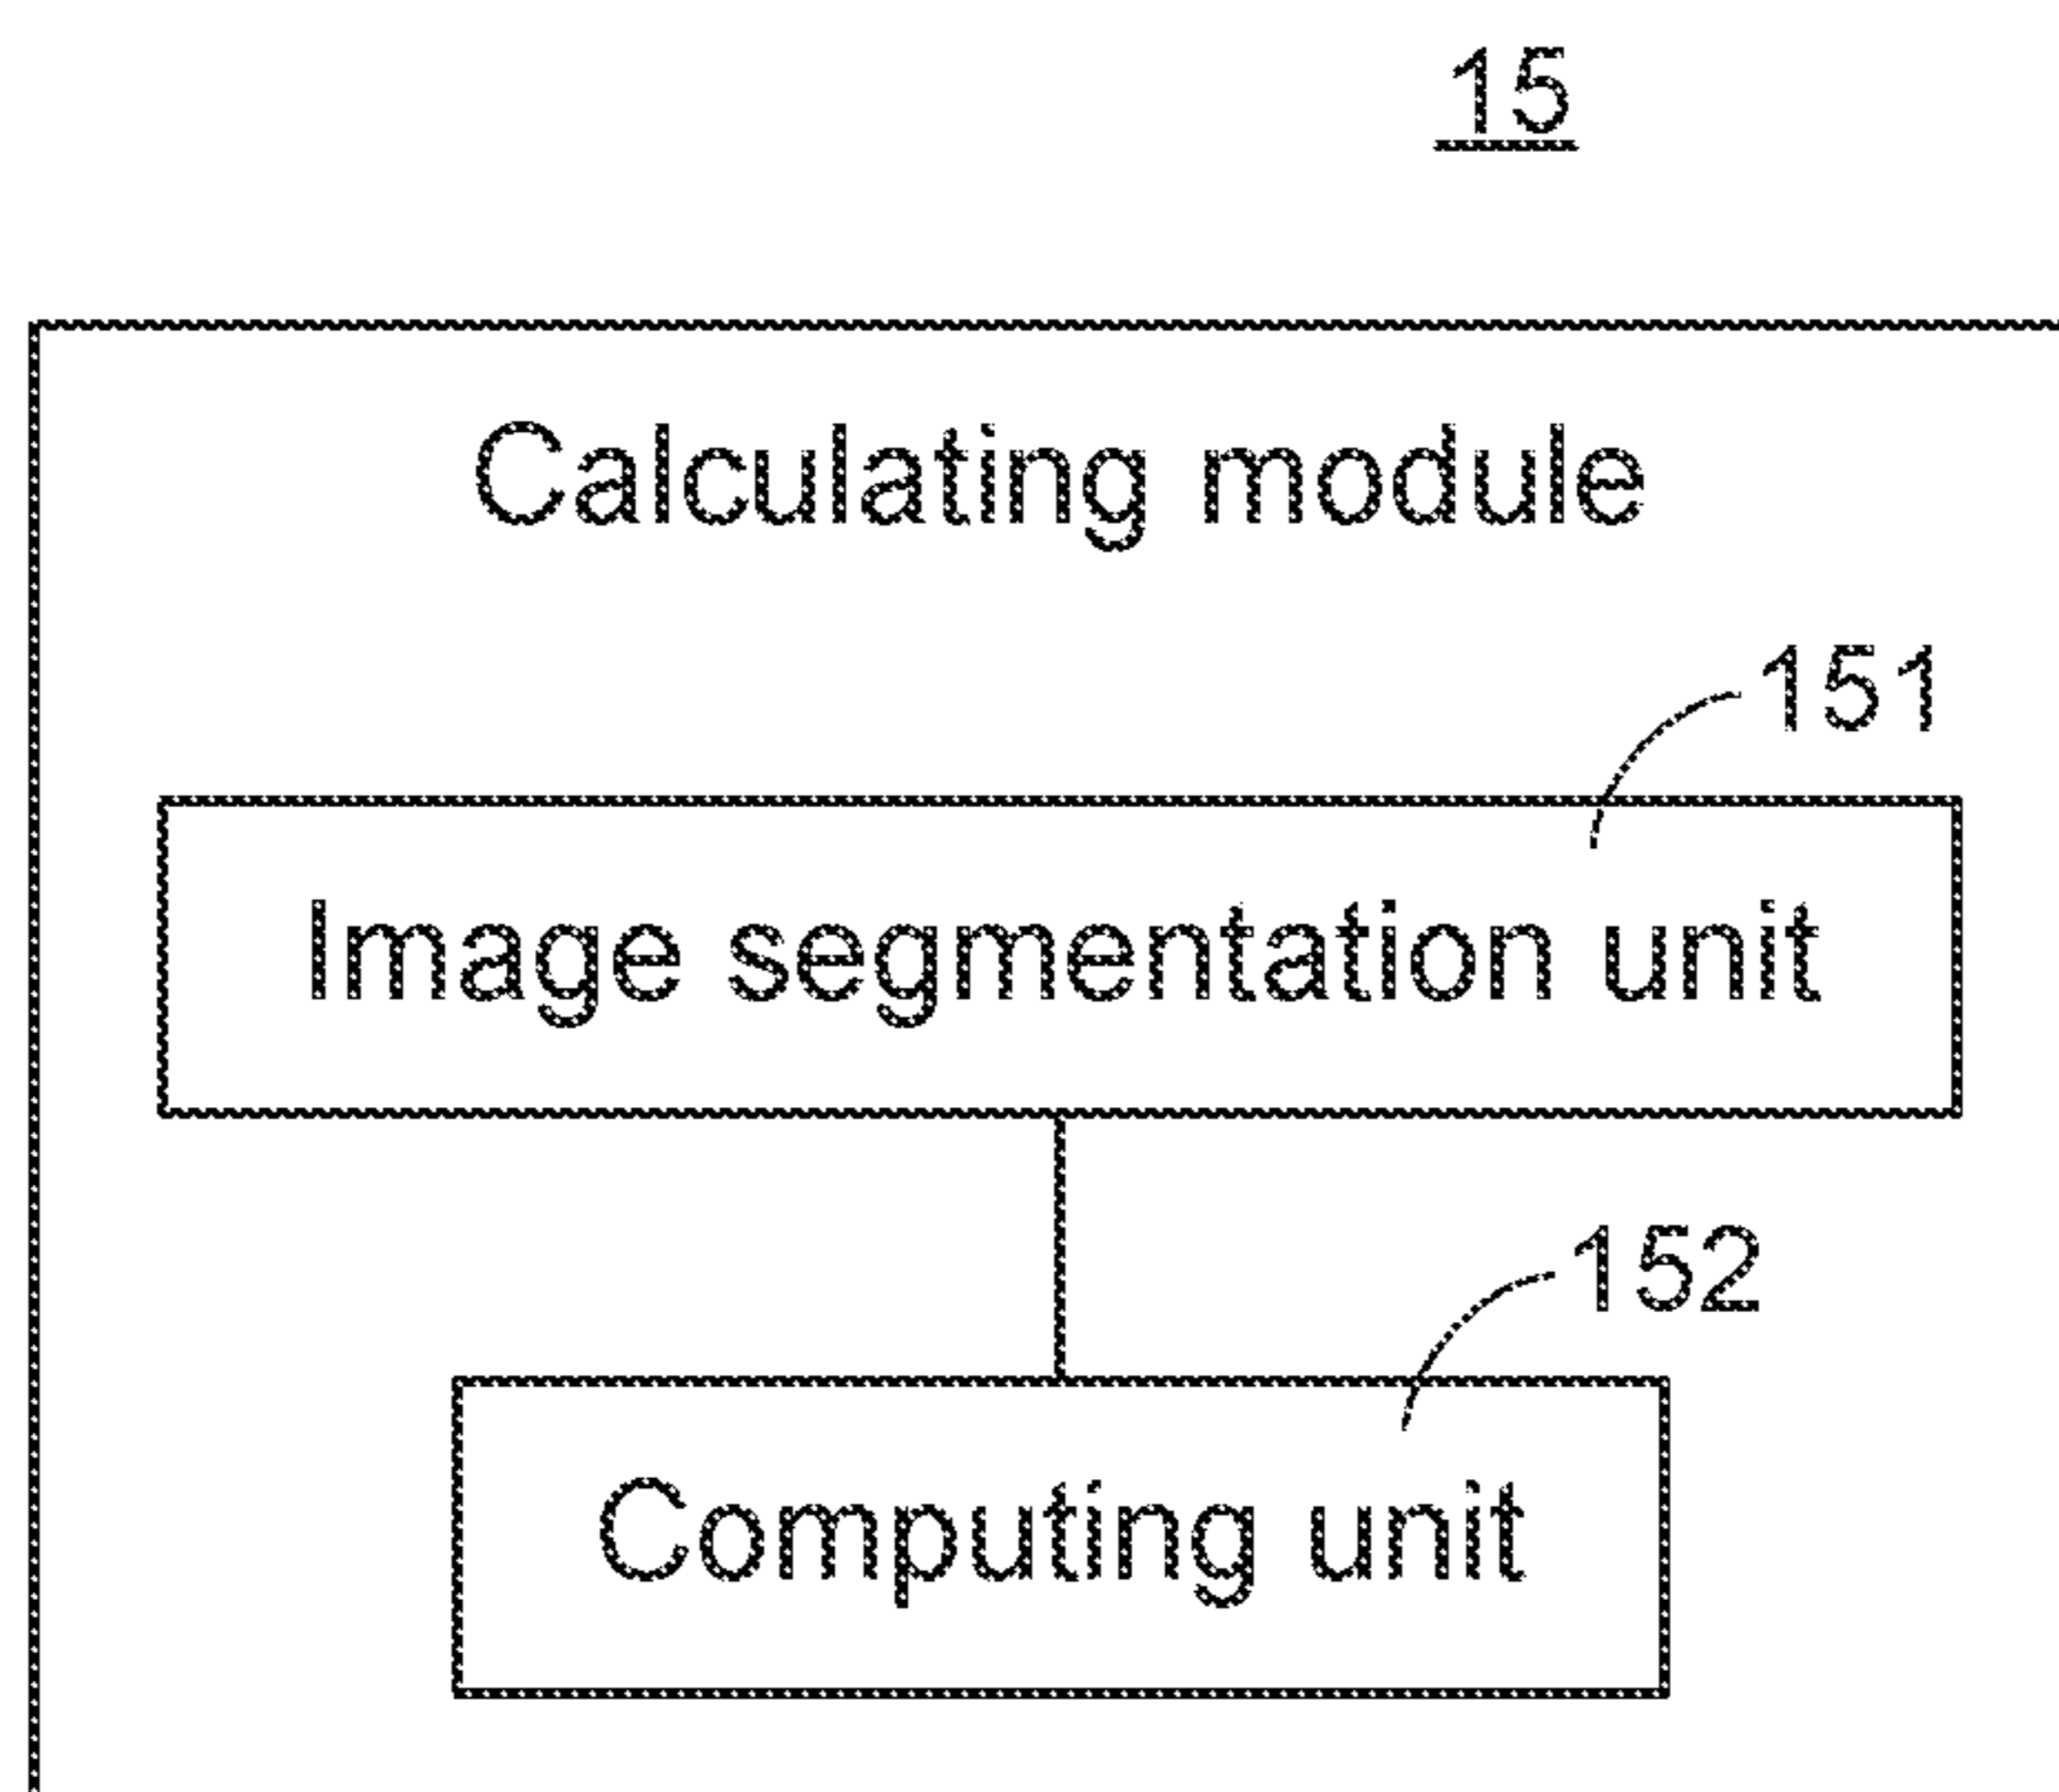 15
Calculating module
151
Image segmentation unit
152
Computing unit